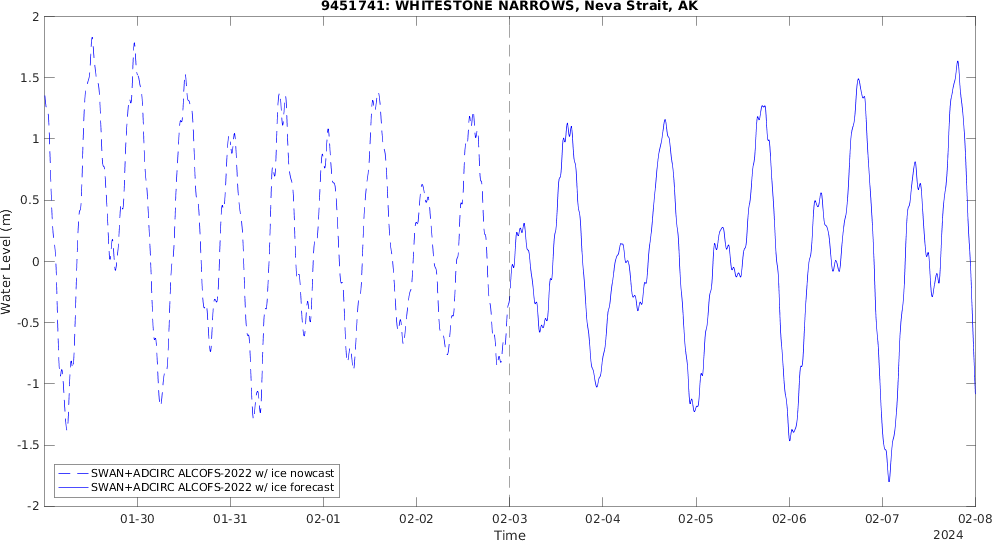 9451741: WHITESTONE NARROWS, Neva Strait, AK
2
1.5
1
0.5
0
-0.5
-1
-1.5
-2
Water Level (m)
SWAN+ADCIRC ALCOFS-2022 w/ ice nowcast
SWAN+ADCIRC ALCOFS-2022 w/ ice forecast
01-30 01-31 02-01 02-02 02-03 02-04 02-05 02-06 02-07 02-08
Time
2024